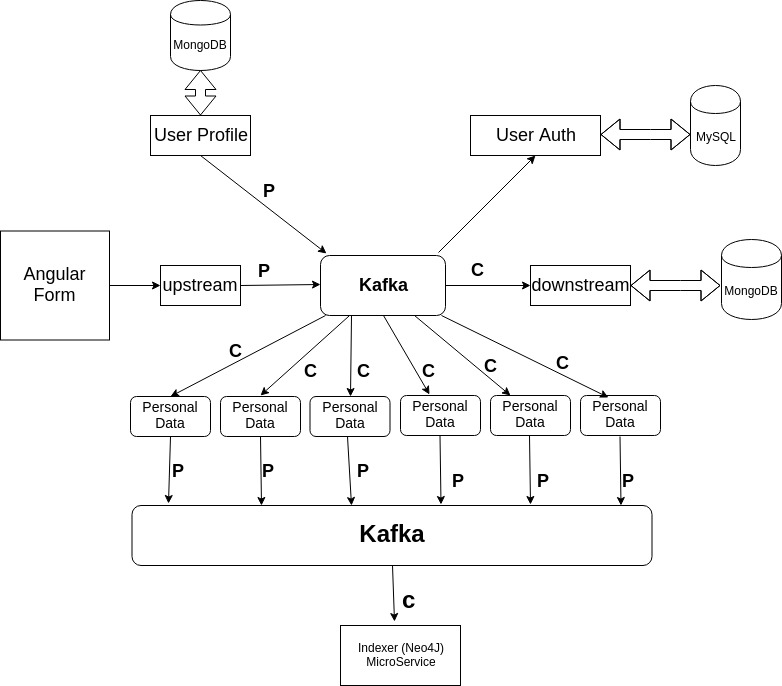 MongoDB
User Profile
User Auth
MySQL
P
Angular
Form
upstream
P
Kafka
C
downstream
MongoDB
C
C
C
C
C
C
Personal
Data
Personal
Data
Personal
Data
Personal
Data
Personal
Data
Personal
Data
P
P
P
P
P
P
Kafka
c
Indexer (Neo4J)
MicroService